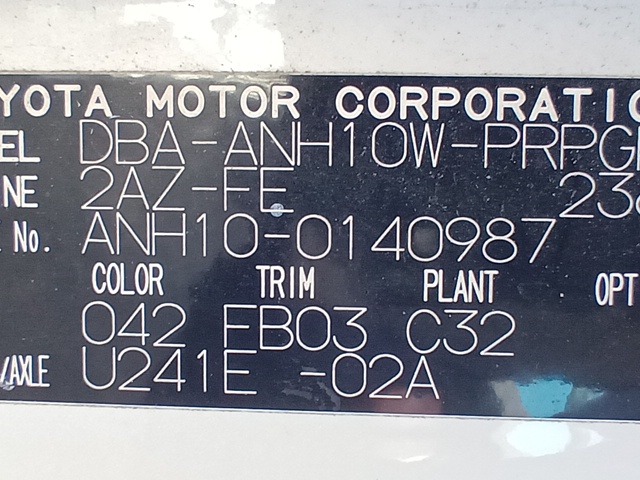 YOTA MOTOR CORPORATIO
EL DBA-ANH10W-PRPG
NE 2AZ-FE 23
No. ANH10-0140987
COLOR TRIM PLANT OPT
042 FB03 C32
/AXLE U241E -02A